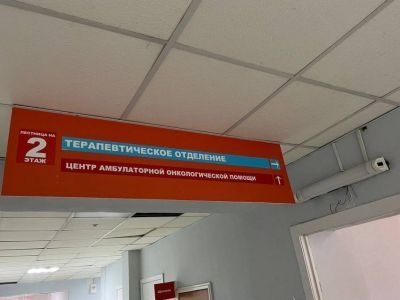 ЛЕСТНИЦА НА
2
ЭТАЖ
ТЕРАПЕВТИЧЕСКОЕ ОТДЕЛЕНИЕ
ЦЕНТР АМБУЛАТОРНОЙ ОНКОЛОГИЧЕСКОЙ ПОМОЩИ